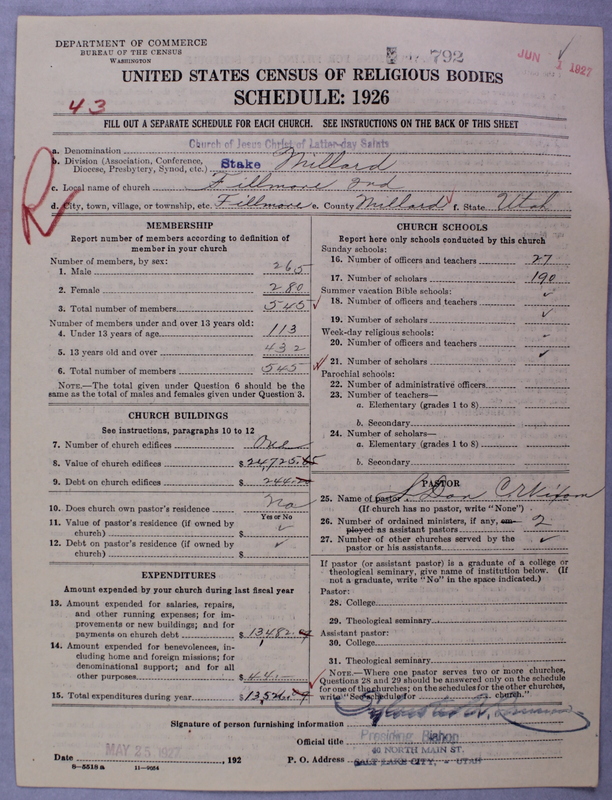 DEPARTMENT OF COMMERCE
BUREAU OF THE CENSUS
WASHINGTON
792
JUN 1 1927
UNITED STATES CENSUS OF RELIGIOUS BODIES
SCHEDULE: 1926
43
FILL OUT A SEPARATE SCHEDULE FOR EACH CHURCH. SEE INSTRUCTIONS ON THE BACK OF THIS SHEET
R
a. Denomination Church of Jesus Christ of Latter-day Saints
b. Division (Association, Conference, Diocese, Presbytery, Synod, etc.) Stake Millard
c. Local name of church Fillmore 2nd
d. City, town, village, or township, etc. Fillmore e. County Millard f. State Utah
MEMBERSHIP
Report number of members according to definition of
member in your church
Number of members, by sex:
1. Male 265
2. Female 280
3. Total number of members 545
Number of members under and over 13 years old:
4. Under 13 years of age 113
5. 13 years old and over 432
6. Total number of members 545
NOTE.—The total given under Question 6 should be
same as the total of males and females given under Question 3.
CHURCH BUILDINGS
See instructions, paragraphs 10 to 12
7. Number of church edifices One
8. Value of church edifices $24,725.45
9. Debt on church edifices $244.
10. Does church own pastor's residence No
Yes or No
11. Value of pastor's residence (if owned by
church) $
12. Debt on pastor's residence (if owned by
church) $
EXPENDITURES
Amount expended by your church during last fiscal year
13. Amount expended for salaries, repairs,
and other running expenses; for im-
provements or new buildings; and for
payments on church debt $13,482.
14. Amount expended for benevolences, in-
cluding home and foreign missions; for
denominational support; and for all
other purposes $44.
15. Total expenditures during year $13,526.
CHURCH SCHOOLS
Report here only schools conducted by this church
Sunday schools:
16. Number of officers and teachers 27
17. Number of scholars 190
Summer vacation Bible schools:
18. Number of officers and teachers
19. Number of scholars
Week-day religious schools:
20. Number of officers and teachers
21. Number of scholars
Parochial schools:
22. Number of administrative officers
23. Number of teachers—
a. Elementary (grades 1 to 8)
b. Secondary
24. Number of scholars—
a. Elementary (grades 1 to 8)
b. Secondary
PASTOR
25. Name of pastor
(If church has no pastor, write "None")
26. Number of ordained ministers, if any, em-
ployed as assistant pastors 2
27. Number of other churches served by the
pastor or his assistants
If pastor (or assistant pastor) is a graduate of a college or
theological seminary, give name of institution below. (If
not a graduate, write "No" in the space indicated.)
Pastor:
28. College
29. Theological seminary
Assistant pastor:
30. College
31. Theological seminary
NOTE.—Where one pastor serves two or more churches,
Questions 28 and 29 should be answered only on the schedule
for one of the churches; on the schedules for the other churches,
write "See schedule for church."
Signature of person furnishing information
Official title Presiding Bishop
Date MAY 25 1927, 192 P. O. Address 40 NORTH MAIN ST.
SALT LAKE CITY, - UTAH
8-5518 a 11-9064